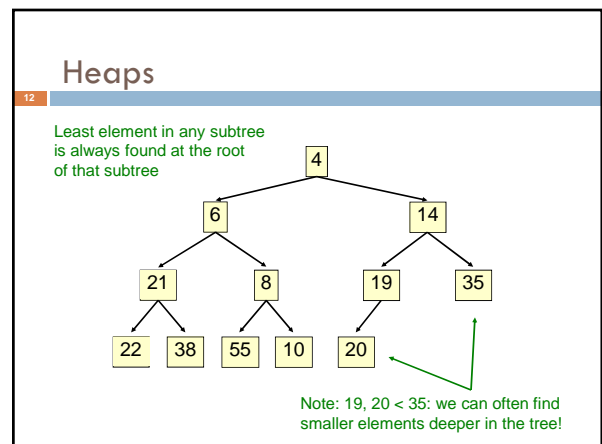 Heaps
12
Least element in any subtree
is always found at the root
of that subtree
4
6 14
21 8 19 35
22 38 55 10 20
Note: 19, 20 < 35: we can often find
smaller elements deeper in the tree!